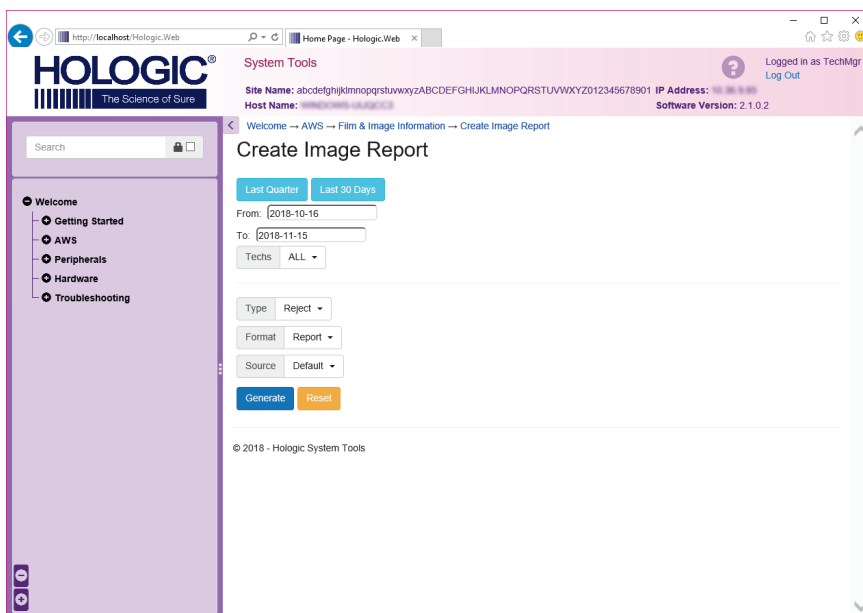 http://localhost/Hologic.Web
Home Page - Hologic.Web
HOLOGIC®
The Science of Sure
System Tools
Logged in as TechMgr
Log Out
Site Name: abcdefghijklmnopqrstuvwxyzABCDEFGHIJKLMNOPQRSTUVWXYZ012345678901 IP Address:
Host Name:
Software Version: 2.1.0.2
Search
Welcome → AWS → Film & Image Information → Create Image Report
Create Image Report
Last Quarter Last 30 Days
From: 2018-10-16
To: 2018-11-15
Techs ALL
Type Reject
Format Report
Source Default
Generate Reset
© 2018 - Hologic System Tools
Welcome
Getting Started
AWS
Peripherals
Hardware
Troubleshooting